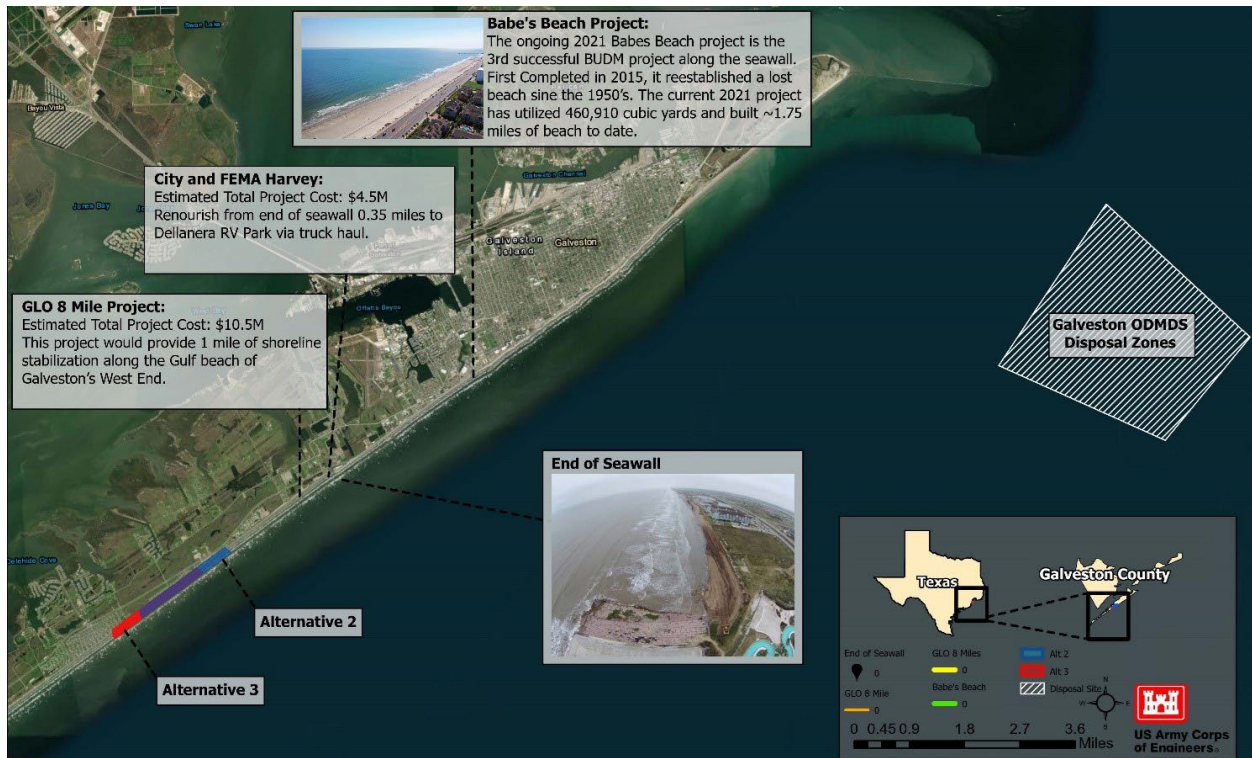 Babe's Beach Project:
The ongoing 2021 Babes Beach project is the
3rd successful BUDM project along the seawall.
First Completed in 2015, it reestablished a lost
beach sine the 1950's. The current 2021 project
has utilized 460,910 cubic yards and built ~1.75
miles of beach to date.
Bayou Vista
City and FEMA Harvey:
Estimated Total Project Cost: $4.5M
Renourish from end of seawall 0.35 miles to
Dellanera RV Park via truck haul.
Galveston Channel
Jones Bay
Galveston
Island
Galveston
GLO 8 Mile Project:
Estimated Total Project Cost: $10.5M
This project would provide 1 mile of shoreline
stabilization along the Gulf beach of
Galveston's West End.
Offatts Bayou
Galveston ODMDS
Disposal Zones
End of Seawall
Alternative 2
Alternative 3
Texas
Galveston County
End of Seawall
0
GLO 8 Mile
0
GLO 8 Miles
0
Babe's Beach
0
Alt 2
Alt 3
Disposal Site
N
E
S
W
0 0.45 0.9 1.8 2.7 3.6
Miles
US Army Corps
of Engineers®